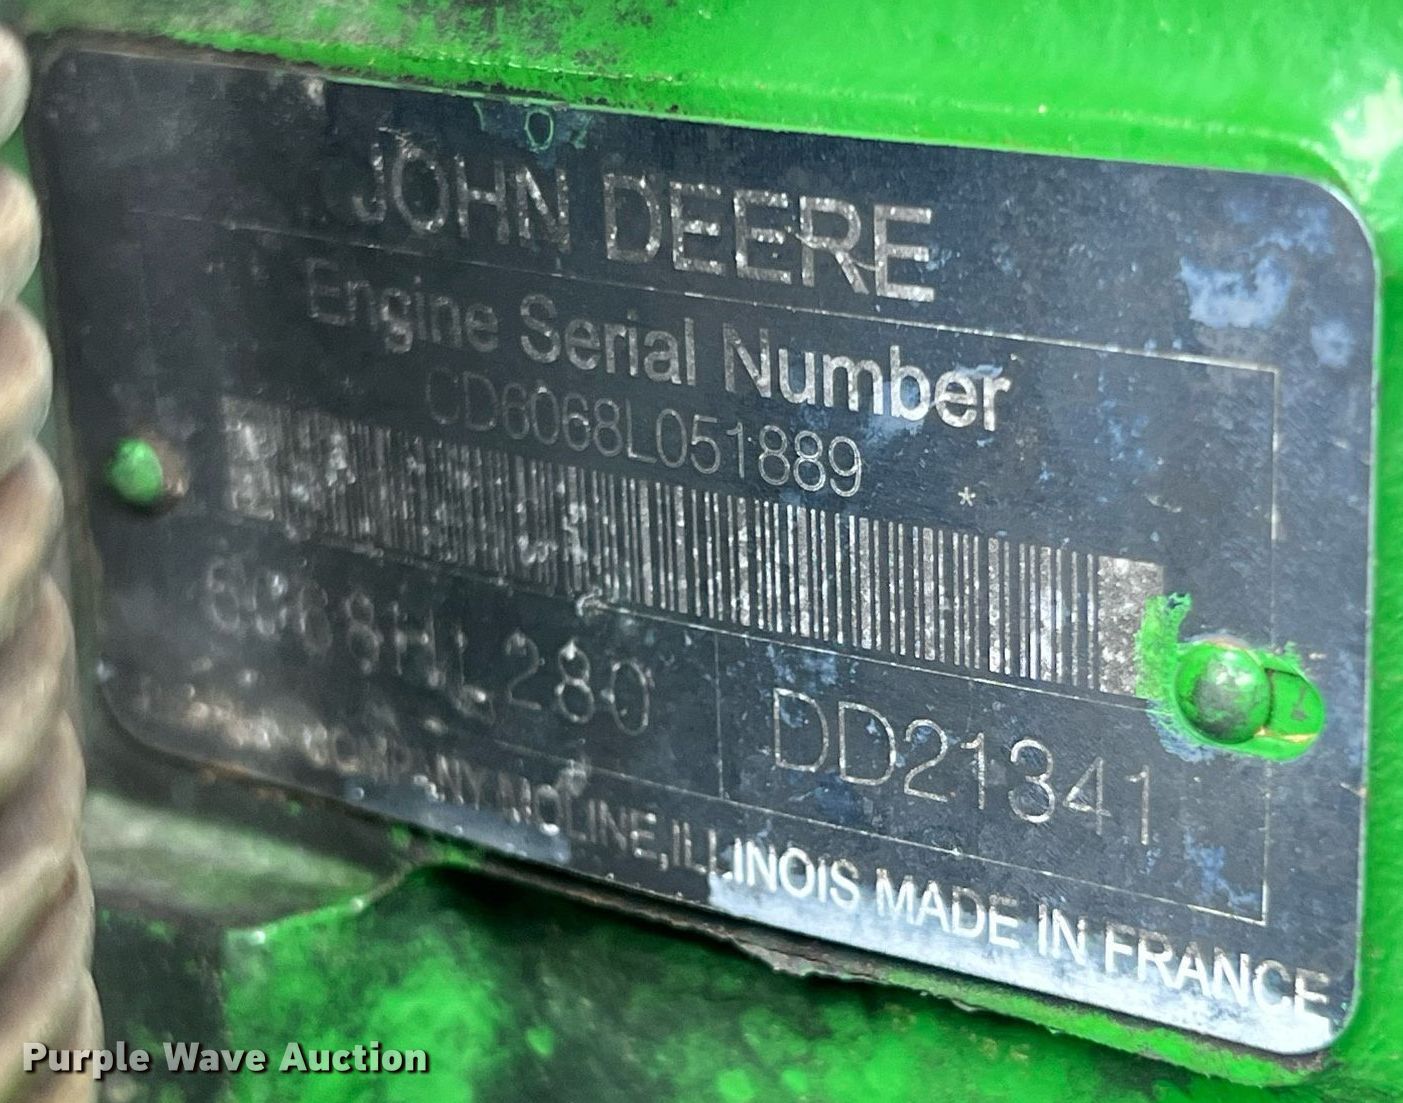 JOHN DEERE
Engine Serial Number
CD6068L051889
*
6068HL280
DD21341
COMPANY MOLINE, ILLINOIS MADE IN FRANCE
Purple Wave Auction